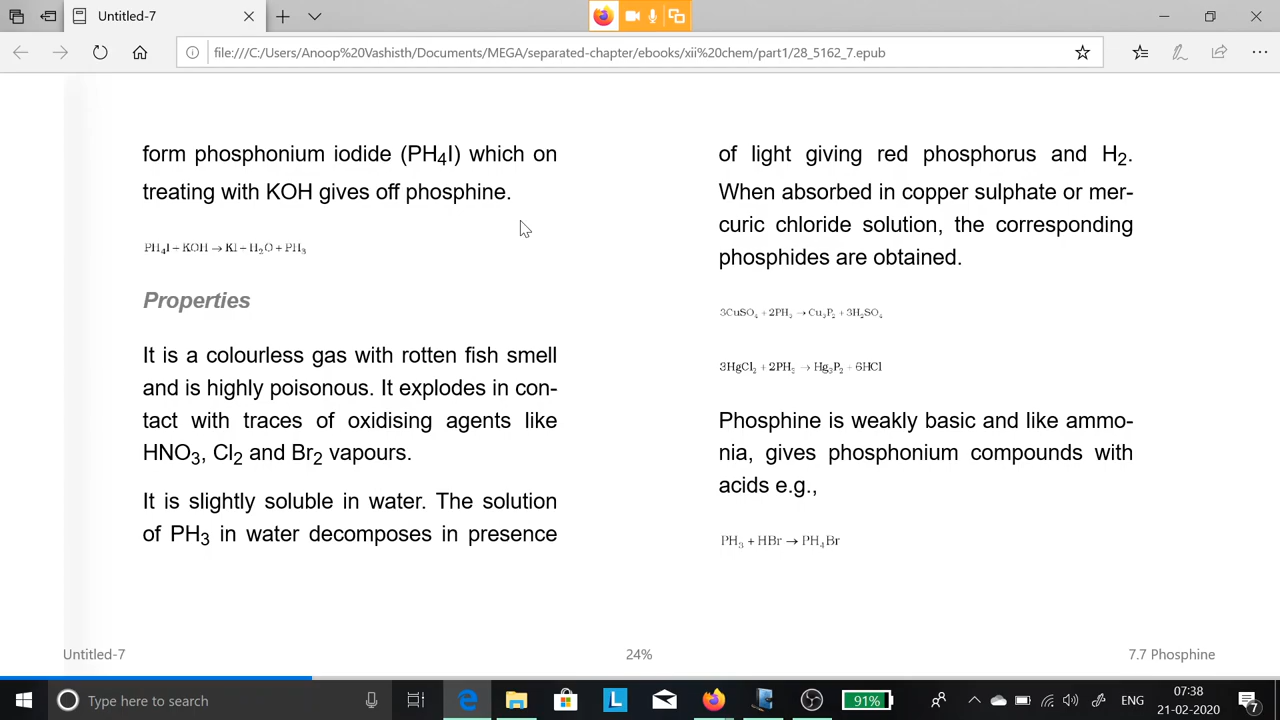 Untitled-7
file:///C:/Users/Anoop%20Vashisth/Documents/MEGA/separated-chapter/ebooks/xii%20chem/part1/28_5162_7.epub
form phosphonium iodide (PH4I) which on
treating with KOH gives off phosphine.
PH4I + KOH → KI + H2O + PH3
Properties
It is a colourless gas with rotten fish smell
and is highly poisonous. It explodes in con-
tact with traces of oxidising agents like
HNO3, Cl2 and Br2 vapours.
It is slightly soluble in water. The solution
of PH3 in water decomposes in presence
of light giving red phosphorus and H2.
When absorbed in copper sulphate or mer-
curic chloride solution, the corresponding
phosphides are obtained.
3CuSO4 + 2PH3 → Cu3P2 + 3H2SO4
3HgCl2 + 2PH3 → Hg3P2 + 6HCl
Phosphine is weakly basic and like ammo-
nia, gives phosphonium compounds with
acids e.g.,
PH3 + HBr → PH4Br
Untitled-7
24%
7.7 Phosphine
Type here to search
L
91%
ENG
07:38
21-02-2020
7